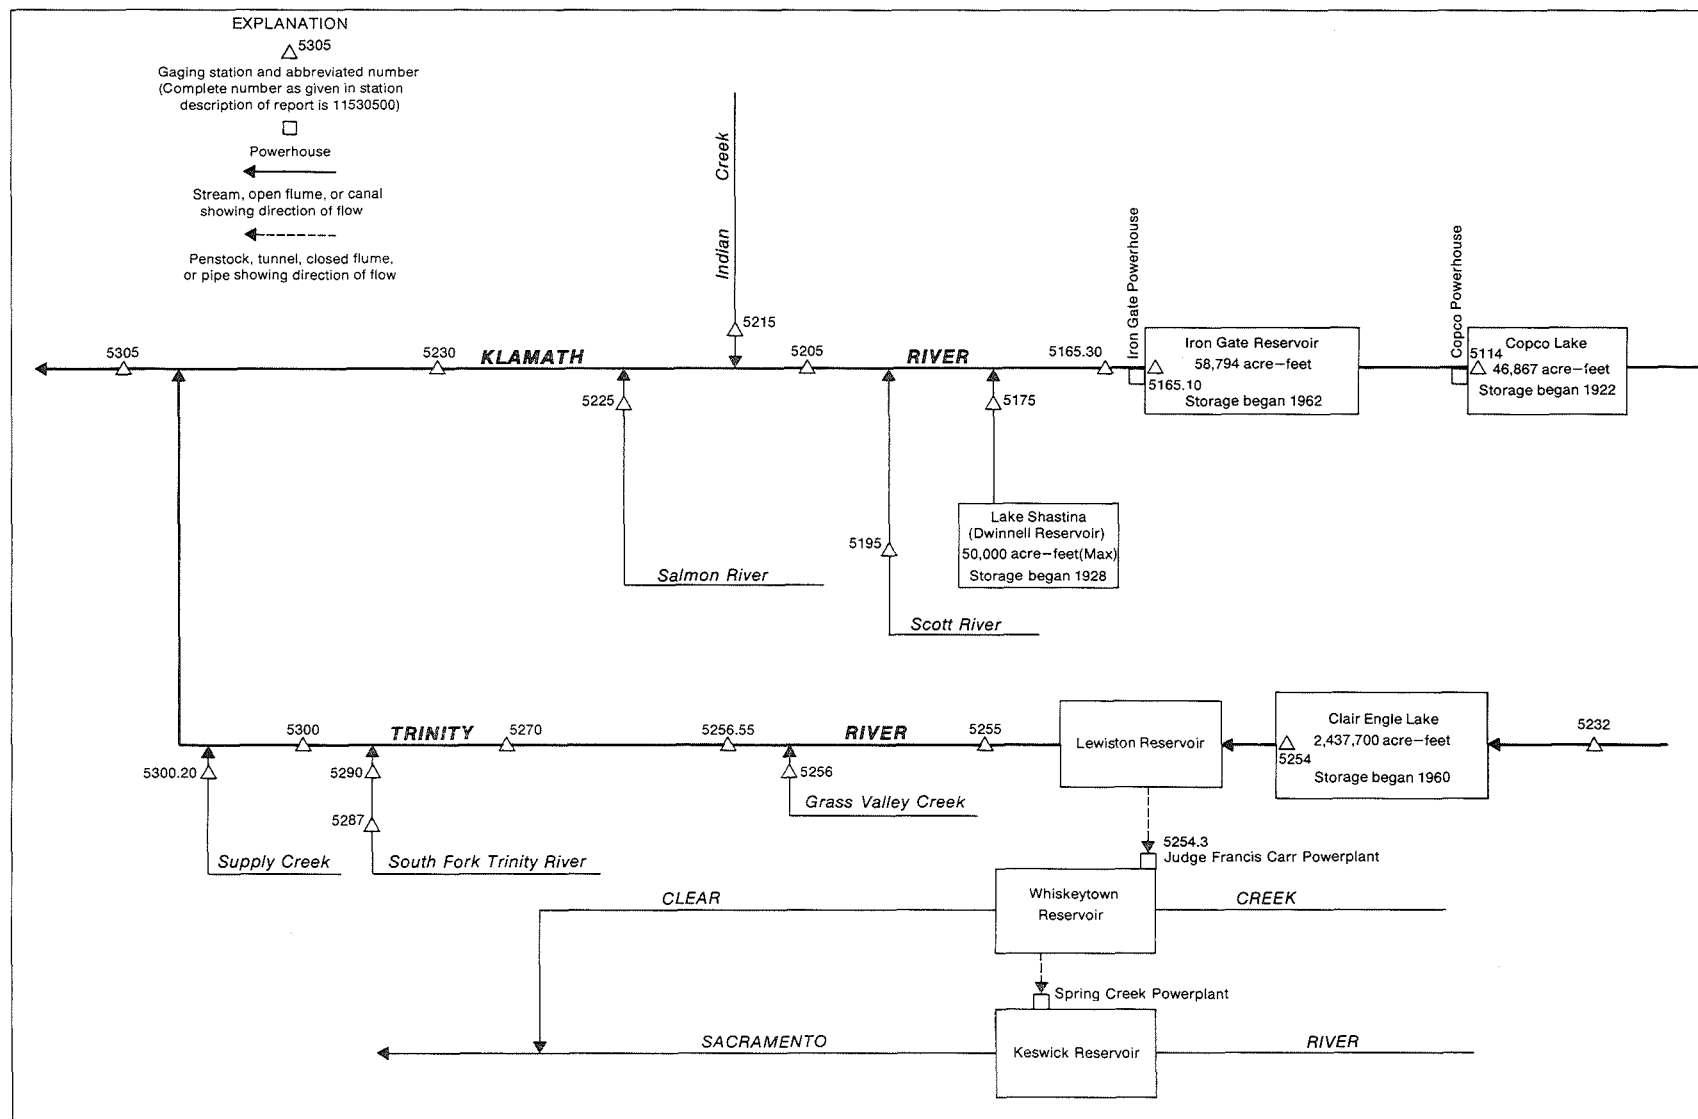 EXPLANATION
5305
Gaging station and abbreviated number
(Complete number as given in station
description of report is 11530500)
Powerhouse
Stream, open flume, or canal
showing direction of flow
Penstock, tunnel, closed flume,
or pipe showing direction of flow
Indian Creek
5215
5305
5230
KLAMATH
5205
RIVER
5165.30
Iron Gate Powerhouse
Iron Gate Reservoir
58,794 acre-feet
5165.10
Storage began 1962
Copco Powerhouse
5114
Copco Lake
46,867 acre-feet
Storage began 1922
5225
5175
Lake Shastina
(Dwinnell Reservoir)
50,000 acre-feet(Max)
Storage began 1928
5195
Salmon River
Scott River
5300
TRINITY
5270
5256.55
RIVER
5255
Lewiston Reservoir
Clair Engle Lake
2,437,700 acre-feet
5254
Storage began 1960
5232
5300.20
5290
5256
5287
Grass Valley Creek
Supply Creek
South Fork Trinity River
5254.3
Judge Francis Carr Powerplant
CLEAR
Whiskeytown
Reservoir
CREEK
Spring Creek Powerplant
SACRAMENTO
Keswick Reservoir
RIVER